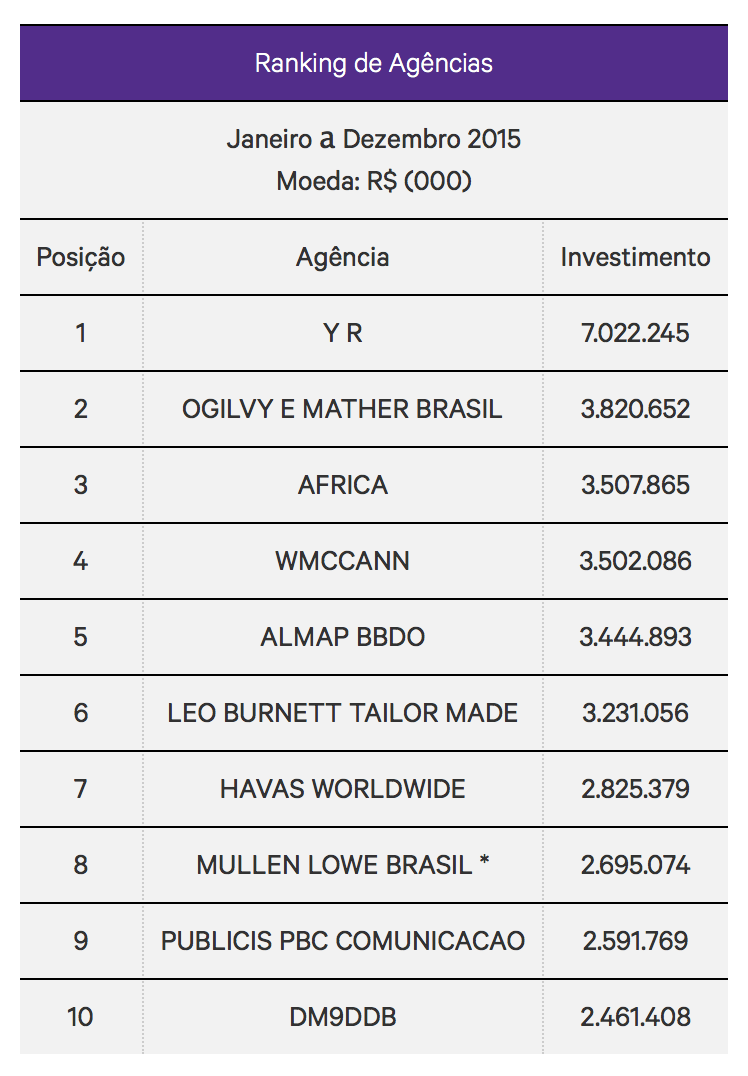 Ranking de Agências
Janeiro a Dezembro 2015
Moeda: R$ (000)
Posição Agência Investimento
1 Y R 7.022.245
2 OGILVY E MATHER BRASIL 3.820.652
3 AFRICA 3.507.865
4 WMCCANN 3.502.086
5 ALMAP BBDO 3.444.893
6 LEO BURNETT TAILOR MADE 3.231.056
7 HAVAS WORLDWIDE 2.825.379
8 MULLEN LOWE BRASIL * 2.695.074
9 PUBLICIS PBC COMUNICACAO 2.591.769
10 DM9DDB 2.461.408